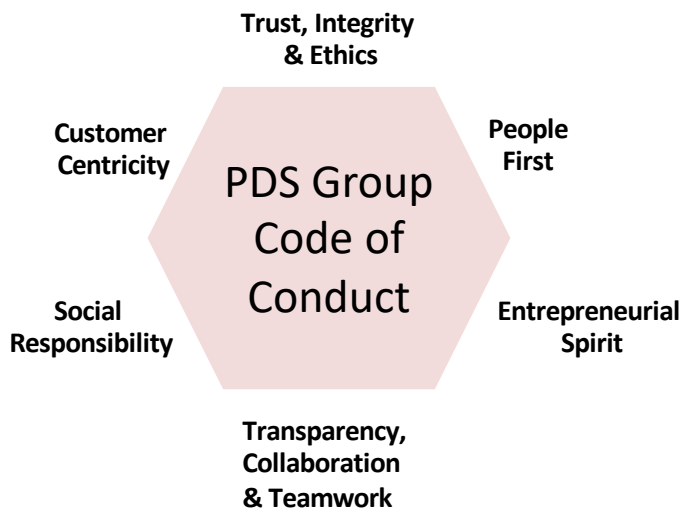 Trust, Integrity
& Ethics
Customer
Centricity
People
First
PDS Group
Code of
Conduct
Social
Responsibility
Entrepreneurial
Spirit
Transparency,
Collaboration
& Teamwork